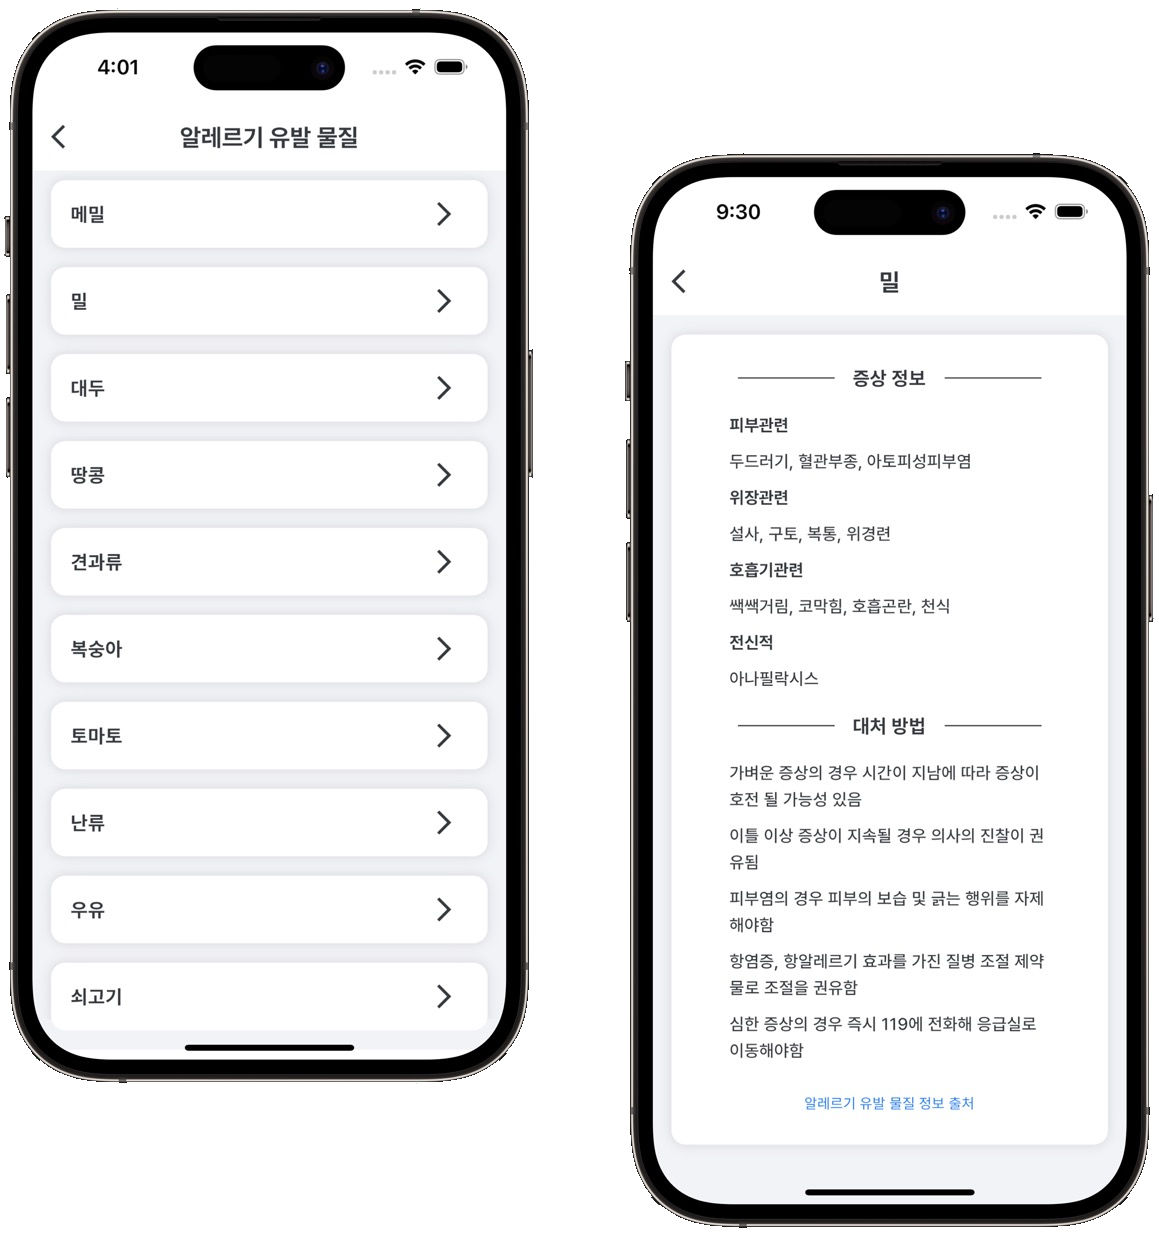 4:01
알레르기 유발 물질
메밀
밀
대두
땅콩
견과류
복숭아
토마토
난류
우유
쇠고기
9:30
밀
증상 정보
피부관련
두드러기, 혈관부종, 아토피성피부염
위장관련
설사, 구토, 복통, 위경련
호흡기관련
쌕쌕거림, 코막힘, 호흡곤란, 천식
전신적
아나필락시스
대처 방법
가벼운 증상의 경우 시간이 지남에 따라 증상이
호전 될 가능성 있음
이틀 이상 증상이 지속될 경우 의사의 진찰이 권
유됨
피부염의 경우 피부의 보습 및 긁는 행위를 자제
해야함
항염증, 항알레르기 효과를 가진 질병 조절 제약
물로 조절을 권유함
심한 증상의 경우 즉시 119에 전화해 응급실로
이동해야함
알레르기 유발 물질 정보 출처